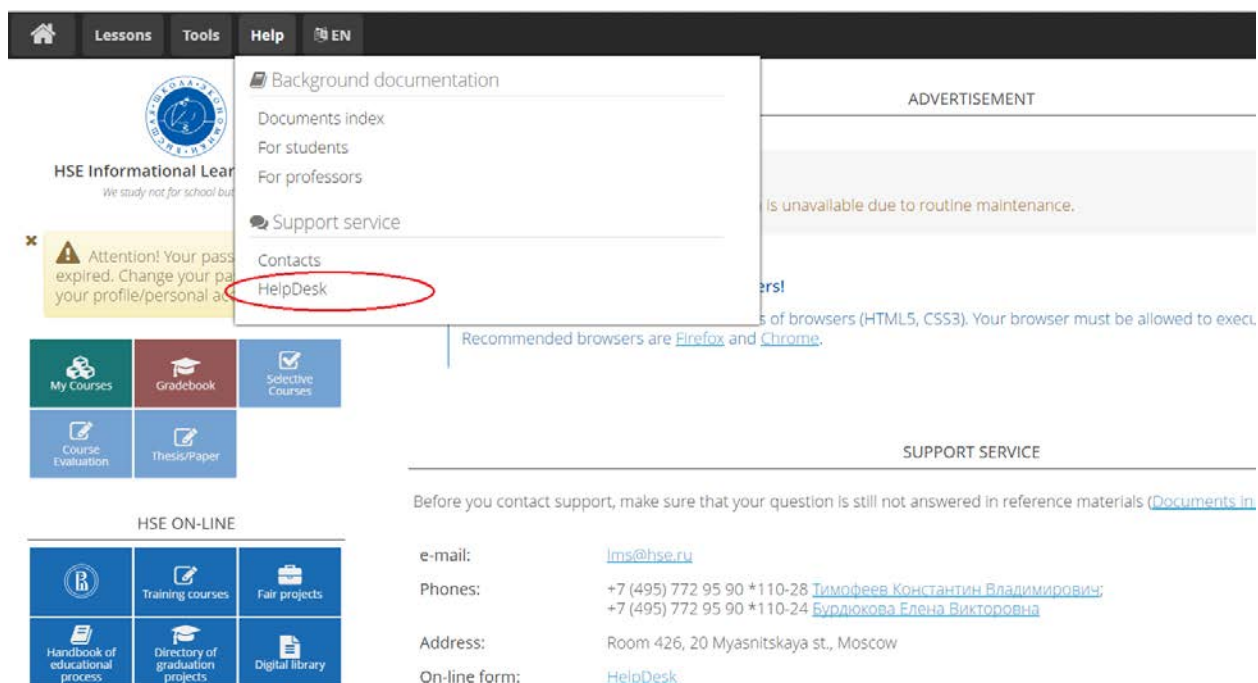 Lessons Tools Help EN
Background documentation
Documents index
For students
For professors
Support service
Contacts
HelpDesk
ВЫСШАЯ ШКОЛА ЭКОНОМИКИ
HSE Informational Lear
We study not for school but
Attention! Your pass
expired. Change your pa
your profile/personal ac
My Courses
Gradebook
Selective
Courses
Course
Evaluation
Thesis/Paper
HSE ON-LINE
Training courses
Fair projects
Handbook of
educational
process
Directory of
graduation
projects
Digital library
ADVERTISEMENT
is unavailable due to routine maintenance.
ers!
s of browsers (HTML5, CSS3). Your browser must be allowed to execu
Recommended browsers are Firefox and Chrome.
SUPPORT SERVICE
Before you contact support, make sure that your question is still not answered in reference materials (Documents in
e-mail: lms@hse.ru
Phones: +7 (495) 772 95 90 *110-28 Тимофеев Константин Владимирович;
+7 (495) 772 95 90 *110-24 Бурдюкова Елена Викторовна
Address: Room 426, 20 Myasnitskaya st., Moscow
On-line form: HelpDesk